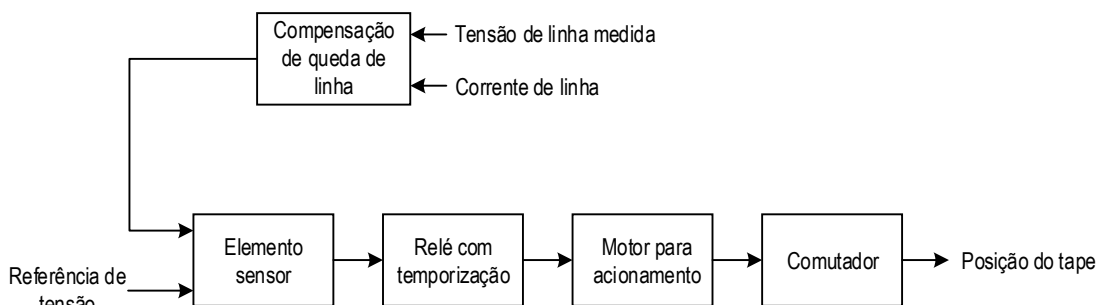 Compensação
de queda de
linha
Tensão de linha medida
Corrente de linha
Elemento
sensor
Relé com
temporização
Motor para
acionamento
Comutador
Posição do tape
Referência de
tensão